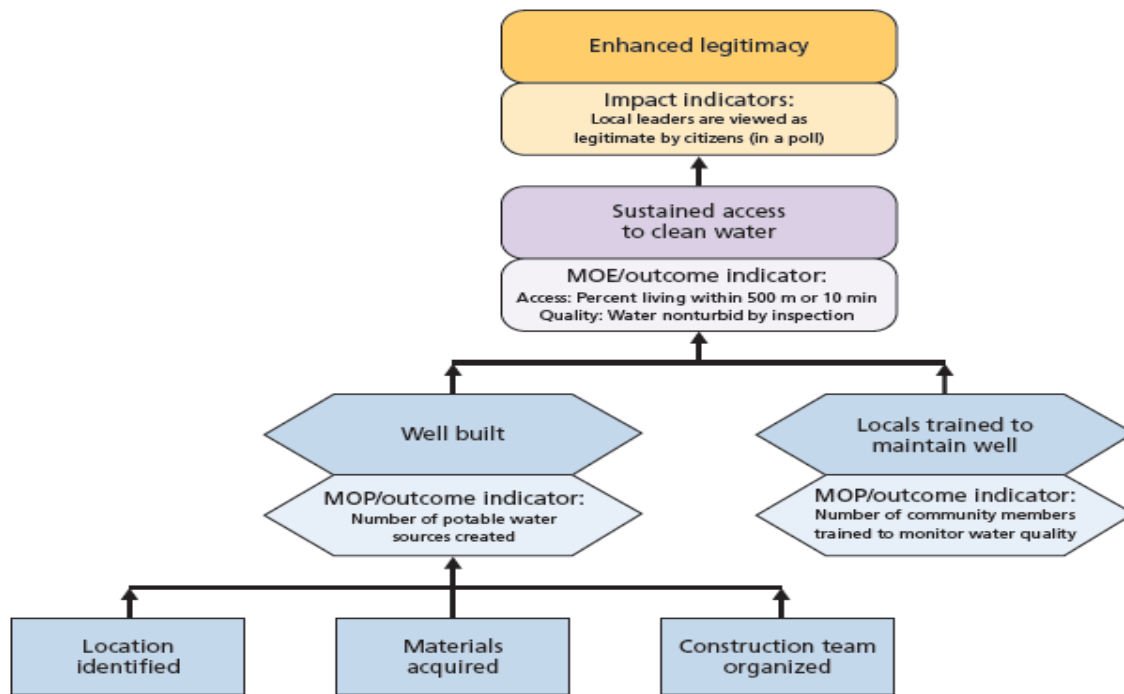 Enhanced legitimacy
Impact indicators:
Local leaders are viewed as
legitimate by citizens (in a poll)
Sustained access
to clean water
MOE/outcome indicator:
Access: Percent living within 500 m or 10 min
Quality: Water nonturbid by inspection
Well built
MOP/outcome indicator:
Number of potable water
sources created
Locals trained to
maintain well
MOP/outcome indicator:
Number of community members
trained to monitor water quality
Location
identified
Materials
acquired
Construction team
organized